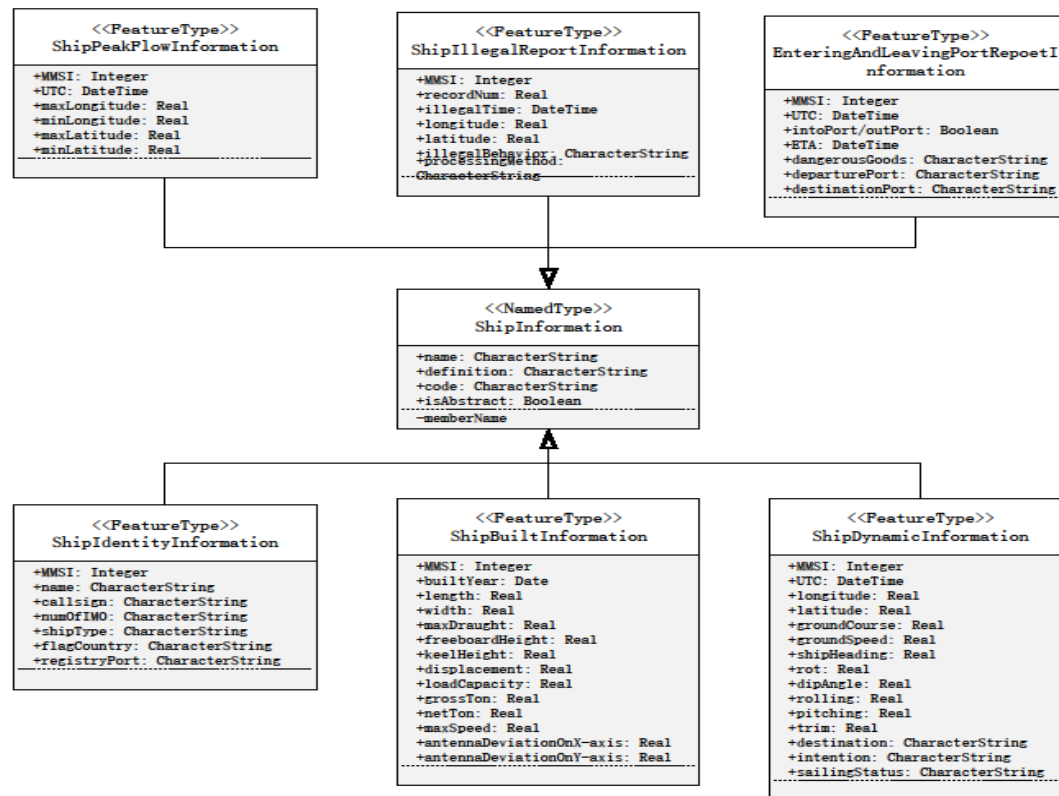 <<FeatureType>>
ShipPeakFlowInformation
+MMSI: Integer
+UTC: DateTime
+maxLongitude: Real
+minLongitude: Real
+maxLatitude: Real
+minLatitude: Real
<<FeatureType>>
ShipIllegalReportInformation
+MMSI: Integer
+recordNum: Real
+illegalTime: DateTime
+longitude: Real
+latitude: Real
+illegalBehavior: CharacterString
+processingMethod:
CharacterString
<<FeatureType>>
EnteringAndLeavingPortRepoetI
nformation
+MMSI: Integer
+UTC: DateTime
+intoPort/outPort: Boolean
+ETA: DateTime
+dangerousGoods: CharacterString
+departurePort: CharacterString
+destinationPort: CharacterString
<<NamedType>>
ShipInformation
+name: CharacterString
+definition: CharacterString
+code: CharacterString
+isAbstract: Boolean
-memberName
<<FeatureType>>
ShipIdentityInformation
+MMSI: Integer
+name: CharacterString
+callsign: CharacterString
+numOfIMO: CharacterString
+shipType: CharacterString
+flagCountry: CharacterString
+registryPort: CharacterString
<<FeatureType>>
ShipBuiltInformation
+MMSI: Integer
+builtYear: Date
+length: Real
+width: Real
+maxDraught: Real
+freeboardHeight: Real
+keelHeight: Real
+displacement: Real
+loadCapacity: Real
+grossTon: Real
+netTon: Real
+maxSpeed: Real
+antennaDeviationOnX-axis: Real
+antennaDeviationOnY-axis: Real
<<FeatureType>>
ShipDynamicInformation
+MMSI: Integer
+UTC: DateTime
+longitude: Real
+latitude: Real
+groundCourse: Real
+groundSpeed: Real
+shipHeading: Real
+rot: Real
+dipAngle: Real
+rolling: Real
+pitching: Real
+trim: Real
+destination: CharacterString
+intention: CharacterString
+sailingStatus: CharacterString